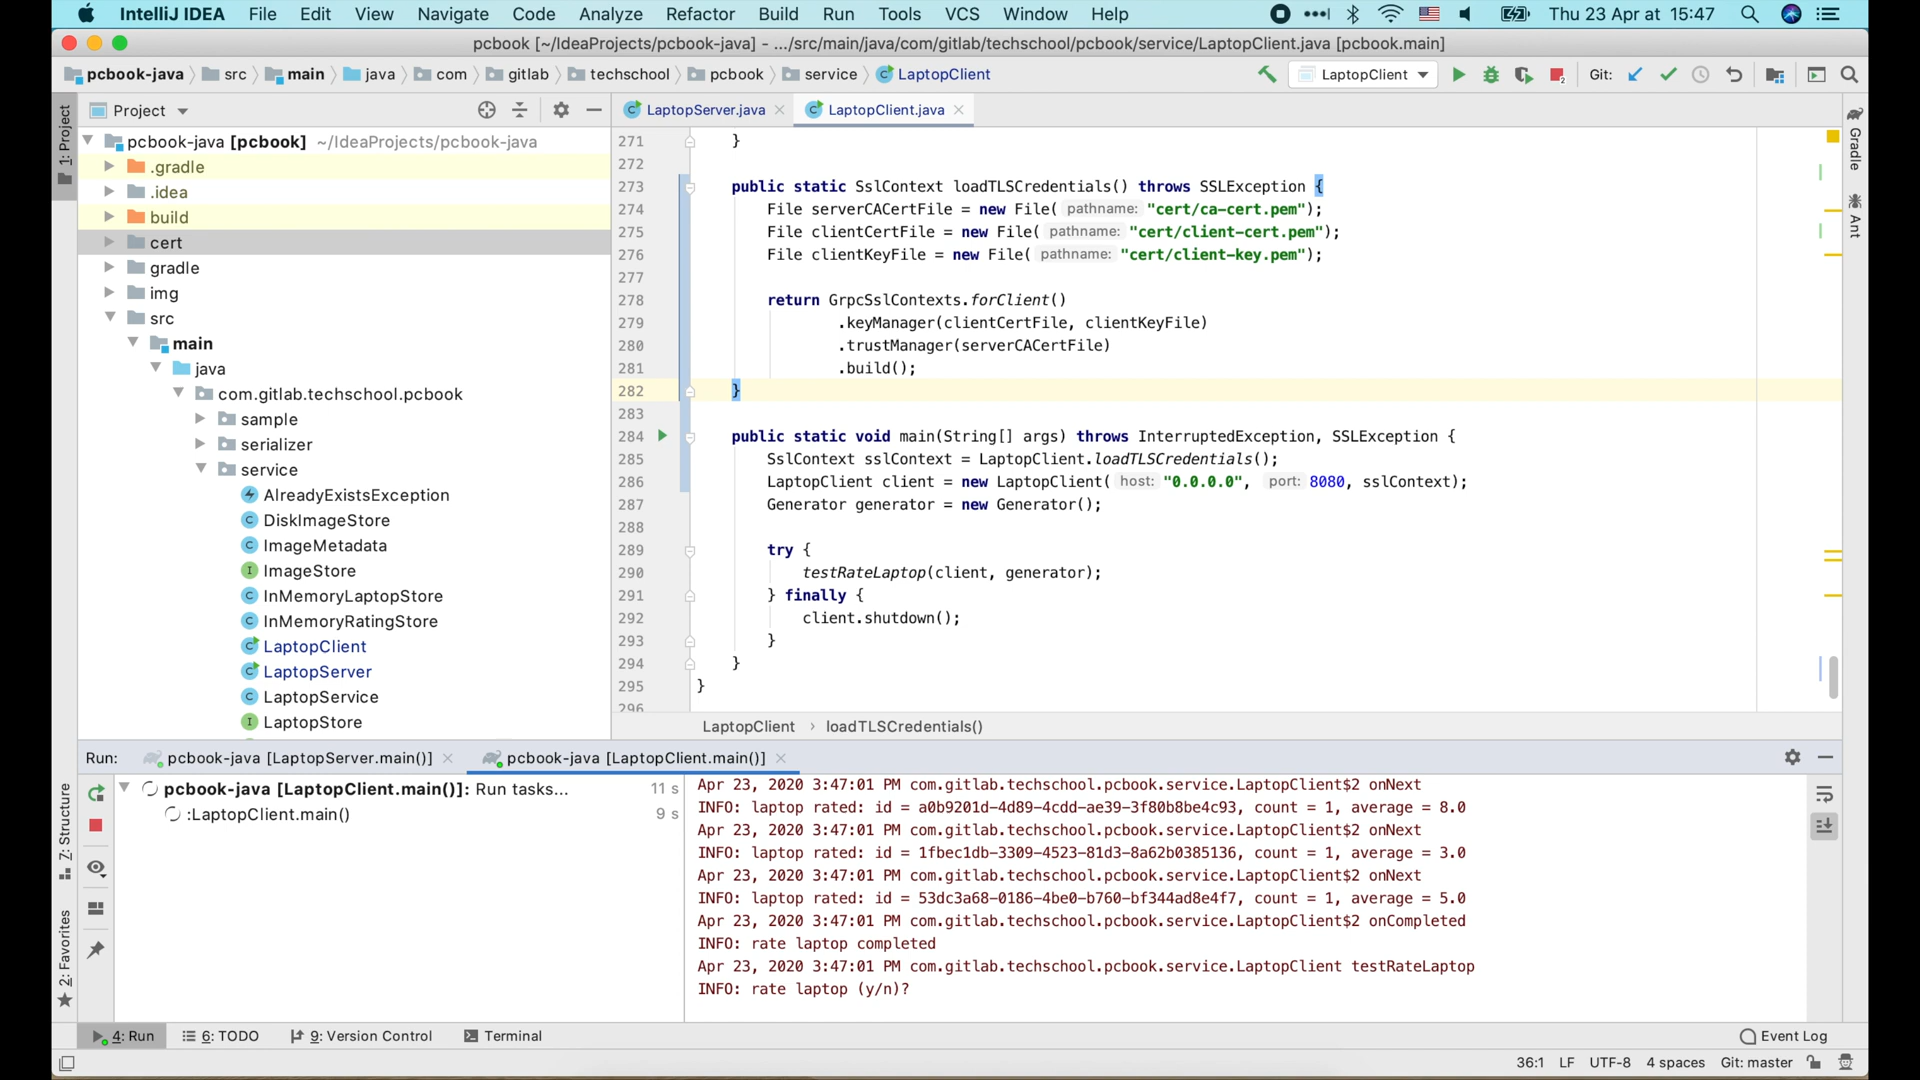 IntelliJ IDEA File Edit View Navigate Code Analyze Refactor Build Run Tools VCS Window Help Thu 23 Apr at 15:47
pcbook [~/IdeaProjects/pcbook-java] - .../src/main/java/com/gitlab/techschool/pcbook/service/LaptopClient.java [pcbook.main]
pcbook-java src main java com gitlab techschool pcbook service LaptopClient LaptopClient Git:
1: Project
Project
LaptopServer.java LaptopClient.java
Gradle
Ant
pcbook-java [pcbook] ~/IdeaProjects/pcbook-java
.gradle
.idea
build
cert
gradle
img
src
main
java
com.gitlab.techschool.pcbook
sample
serializer
service
AlreadyExistsException
DiskImageStore
ImageMetadata
ImageStore
InMemoryLaptopStore
InMemoryRatingStore
LaptopClient
LaptopServer
LaptopService
LaptopStore
271 }
272
273 public static SslContext loadTLSCredentials() throws SSLException {
274 File serverCACertFile = new File( pathname: "cert/ca-cert.pem");
275 File clientCertFile = new File( pathname: "cert/client-cert.pem");
276 File clientKeyFile = new File( pathname: "cert/client-key.pem");
277
278 return GrpcSslContexts.forClient()
279 .keyManager(clientCertFile, clientKeyFile)
280 .trustManager(serverCACertFile)
281 .build();
282 }
283
284 public static void main(String[] args) throws InterruptedException, SSLException {
285 SslContext sslContext = LaptopClient.loadTLSCredentials();
286 LaptopClient client = new LaptopClient( host: "0.0.0.0", port: 8080, sslContext);
287 Generator generator = new Generator();
288
289 try {
290 testRateLaptop(client, generator);
291 } finally {
292 client.shutdown();
293 }
294 }
295 }
296
LaptopClient › loadTLSCredentials()
Run: pcbook-java [LaptopServer.main()] pcbook-java [LaptopClient.main()]
pcbook-java [LaptopClient.main()]: Run tasks... 11 s
:LaptopClient.main() 9 s
Apr 23, 2020 3:47:01 PM com.gitlab.techschool.pcbook.service.LaptopClient$2 onNext
INFO: laptop rated: id = a0b9201d-4d89-4cdd-ae39-3f80b8be4c93, count = 1, average = 8.0
Apr 23, 2020 3:47:01 PM com.gitlab.techschool.pcbook.service.LaptopClient$2 onNext
INFO: laptop rated: id = 1fbec1db-3309-4523-81d3-8a62b0385136, count = 1, average = 3.0
Apr 23, 2020 3:47:01 PM com.gitlab.techschool.pcbook.service.LaptopClient$2 onNext
INFO: laptop rated: id = 53dc3a68-0186-4be0-b760-bf344ad8e4f7, count = 1, average = 5.0
Apr 23, 2020 3:47:01 PM com.gitlab.techschool.pcbook.service.LaptopClient$2 onCompleted
INFO: rate laptop completed
Apr 23, 2020 3:47:01 PM com.gitlab.techschool.pcbook.service.LaptopClient testRateLaptop
INFO: rate laptop (y/n)?
Z: Structure
2: Favorites
4: Run 6: TODO 9: Version Control Terminal Event Log
36:1 LF UTF-8 4 spaces Git: master